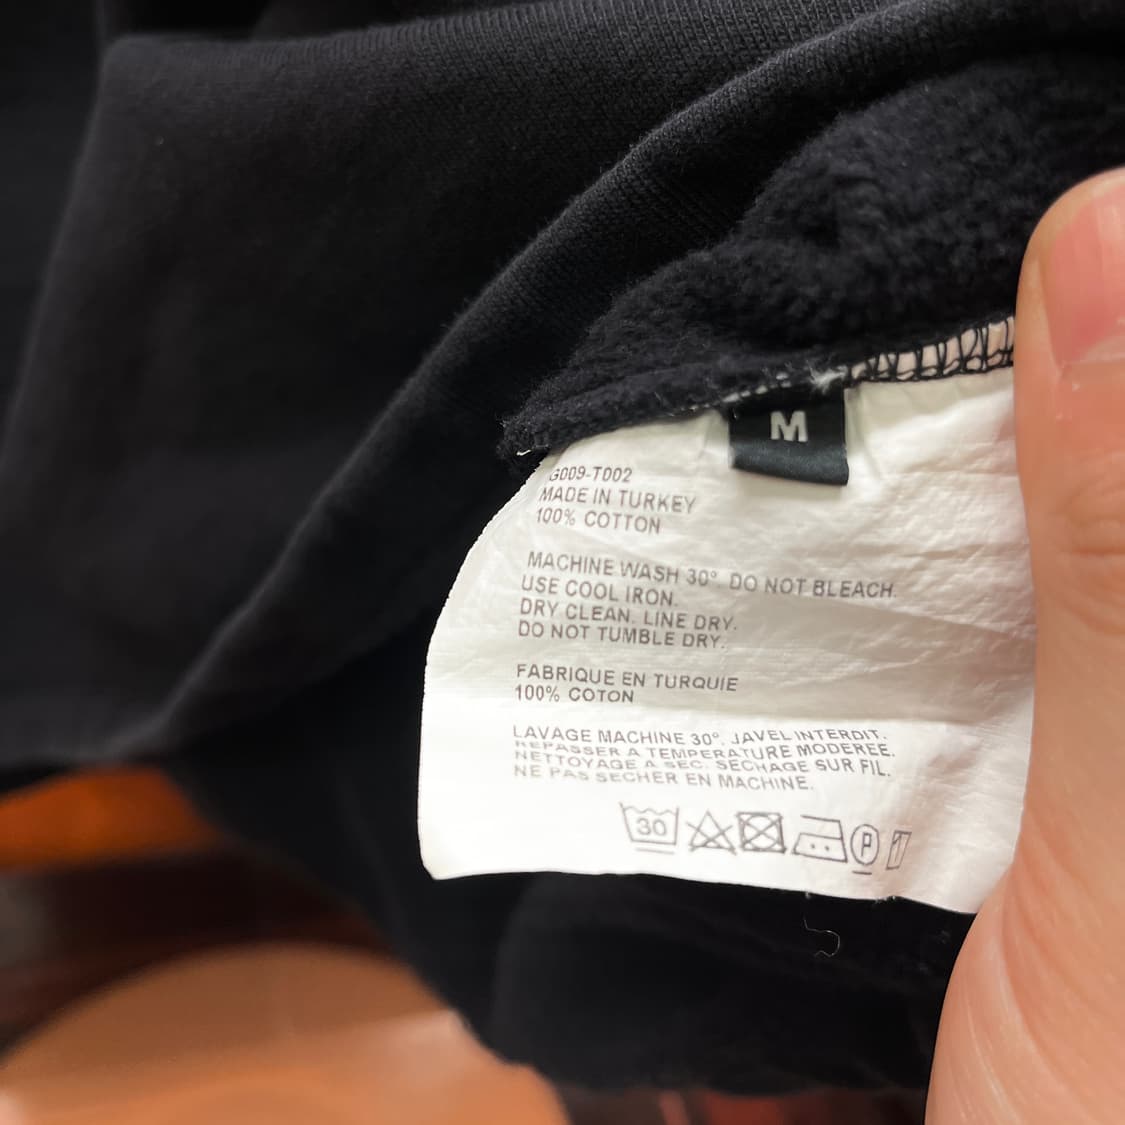 M
G009-T002
MADE IN TURKEY
100% COTTON
MACHINE WASH 30°. DO NOT BLEACH.
USE COOL IRON.
DRY CLEAN. LINE DRY.
DO NOT TUMBLE DRY.
FABRIQUE EN TURQUIE
100% COTON
LAVAGE MACHINE 30°. JAVEL INTERDIT.
REPASSER A TEMPERATURE MODEREE.
NETTOYAGE A SEC. SECHAGE SUR FIL.
NE PAS SECHER EN MACHINE.
30 P